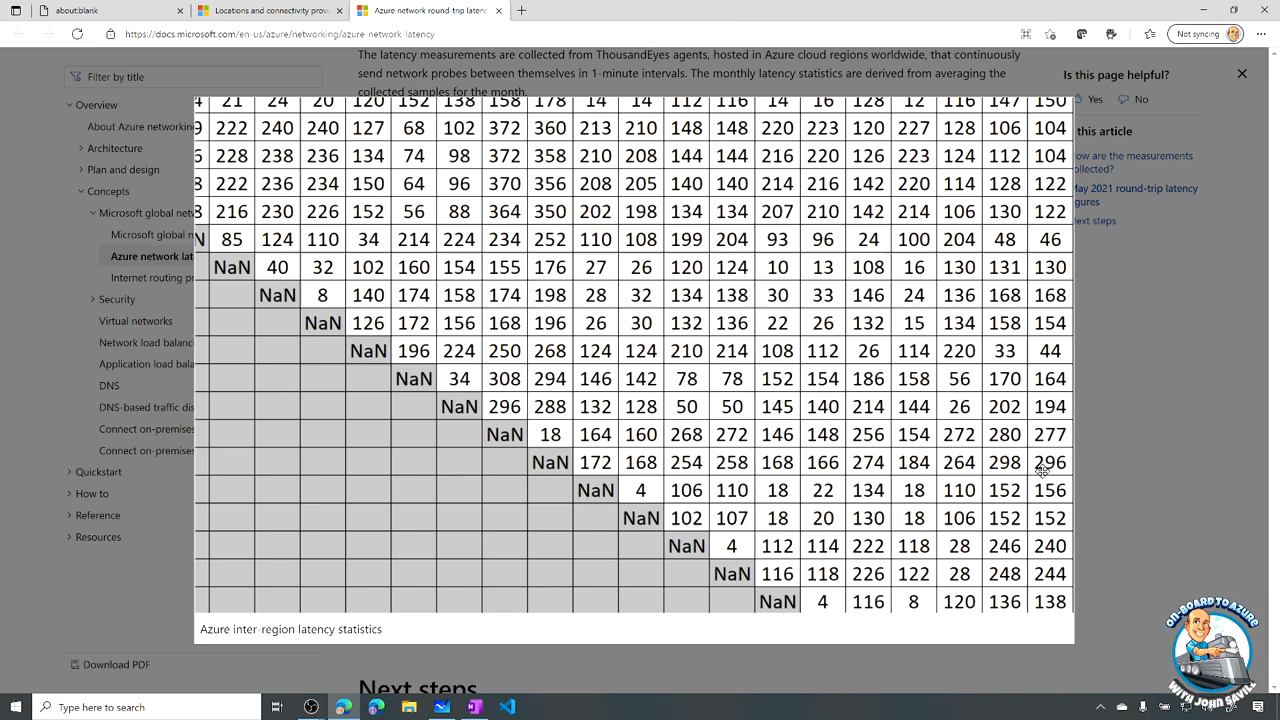 about:blank
Locations and connectivity prov
Azure network round-trip latenc
https://docs.microsoft.com/en-us/azure/networking/azure-network-latency
Not syncing
The latency measurements are collected from ThousandEyes agents, hosted in Azure cloud regions worldwide, that continuously
send network probes between themselves in 1-minute intervals. The monthly latency statistics are derived from averaging the
collected samples for the month.
Filter by title
Overview
About Azure networking
Architecture
Plan and design
Concepts
Microsoft global netw
Microsoft global n
Azure network lat
Internet routing pr
Security
Virtual networks
Network load balanc
Application load bala
DNS
DNS-based traffic dis
Connect on-premises
Connect on-premises
Quickstart
How to
Reference
Resources
Download PDF
4 21 24 20 120 152 138 158 178 14 14 112 116 14 16 128 12 116 147 150
9 222 240 240 127 68 102 372 360 213 210 148 148 220 223 120 227 128 106 104
6 228 238 236 134 74 98 372 358 210 208 144 144 216 220 126 223 124 112 104
8 222 236 234 150 64 96 370 356 208 205 140 140 214 216 142 220 114 128 122
8 216 230 226 152 56 88 364 350 202 198 134 134 207 210 142 214 106 130 122
N 85 124 110 34 214 224 234 252 110 108 199 204 93 96 24 100 204 48 46
NaN 40 32 102 160 154 155 176 27 26 120 124 10 13 108 16 130 131 130
NaN 8 140 174 158 174 198 28 32 134 138 30 33 146 24 136 168 168
NaN 126 172 156 168 196 26 30 132 136 22 26 132 15 134 158 154
NaN 196 224 250 268 124 124 210 214 108 112 26 114 220 33 44
NaN 34 308 294 146 142 78 78 152 154 186 158 56 170 164
NaN 296 288 132 128 50 50 145 140 214 144 26 202 194
NaN 18 164 160 268 272 146 148 256 154 272 280 277
NaN 172 168 254 258 168 166 274 184 264 298 296
NaN 4 106 110 18 22 134 18 110 152 156
NaN 102 107 18 20 130 18 106 152 152
NaN 4 112 114 222 118 28 246 240
NaN 116 118 226 122 28 248 244
NaN 4 116 8 120 136 138
Azure inter-region latency statistics
Next steps
Is this page helpful?
Yes No
this article
ow are the measurements
ollected?
May 2021 round-trip latency
gures
ext steps
ON-BOARD TO AZURE
WITH JOHN SAVILL
Type here to search